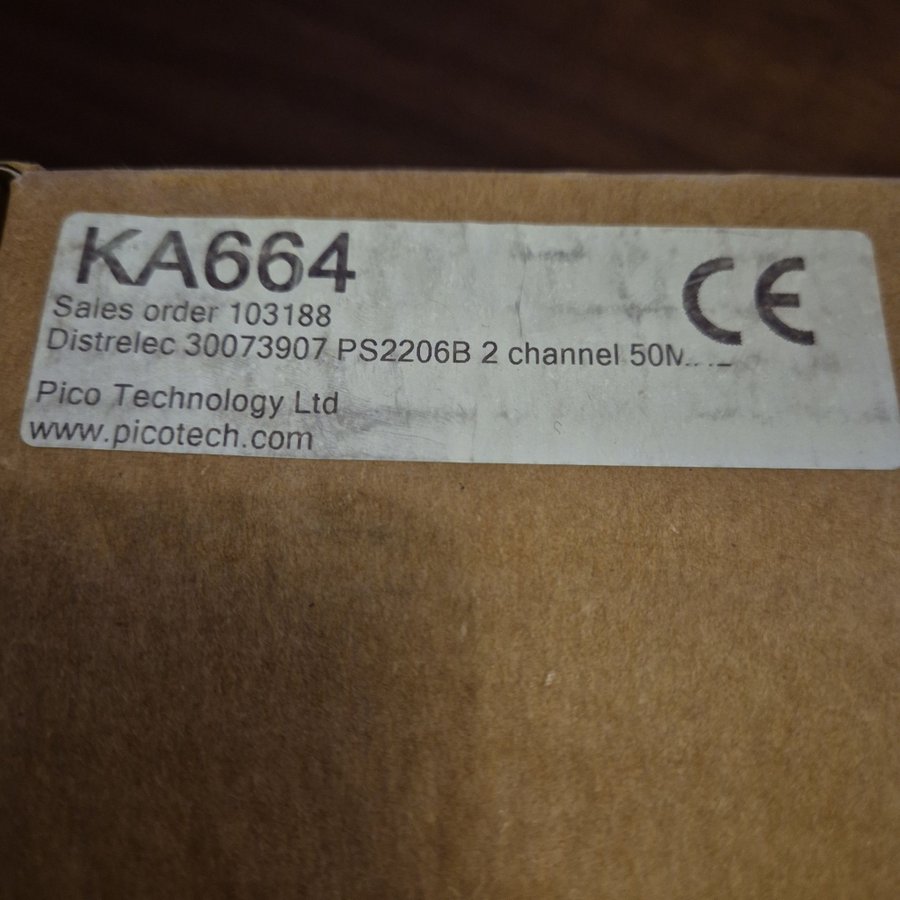 KA664
CE
Sales order 103188
Distrelec 30073907 PS2206B 2 channel
Pico Technology Ltd
www.picotech.com